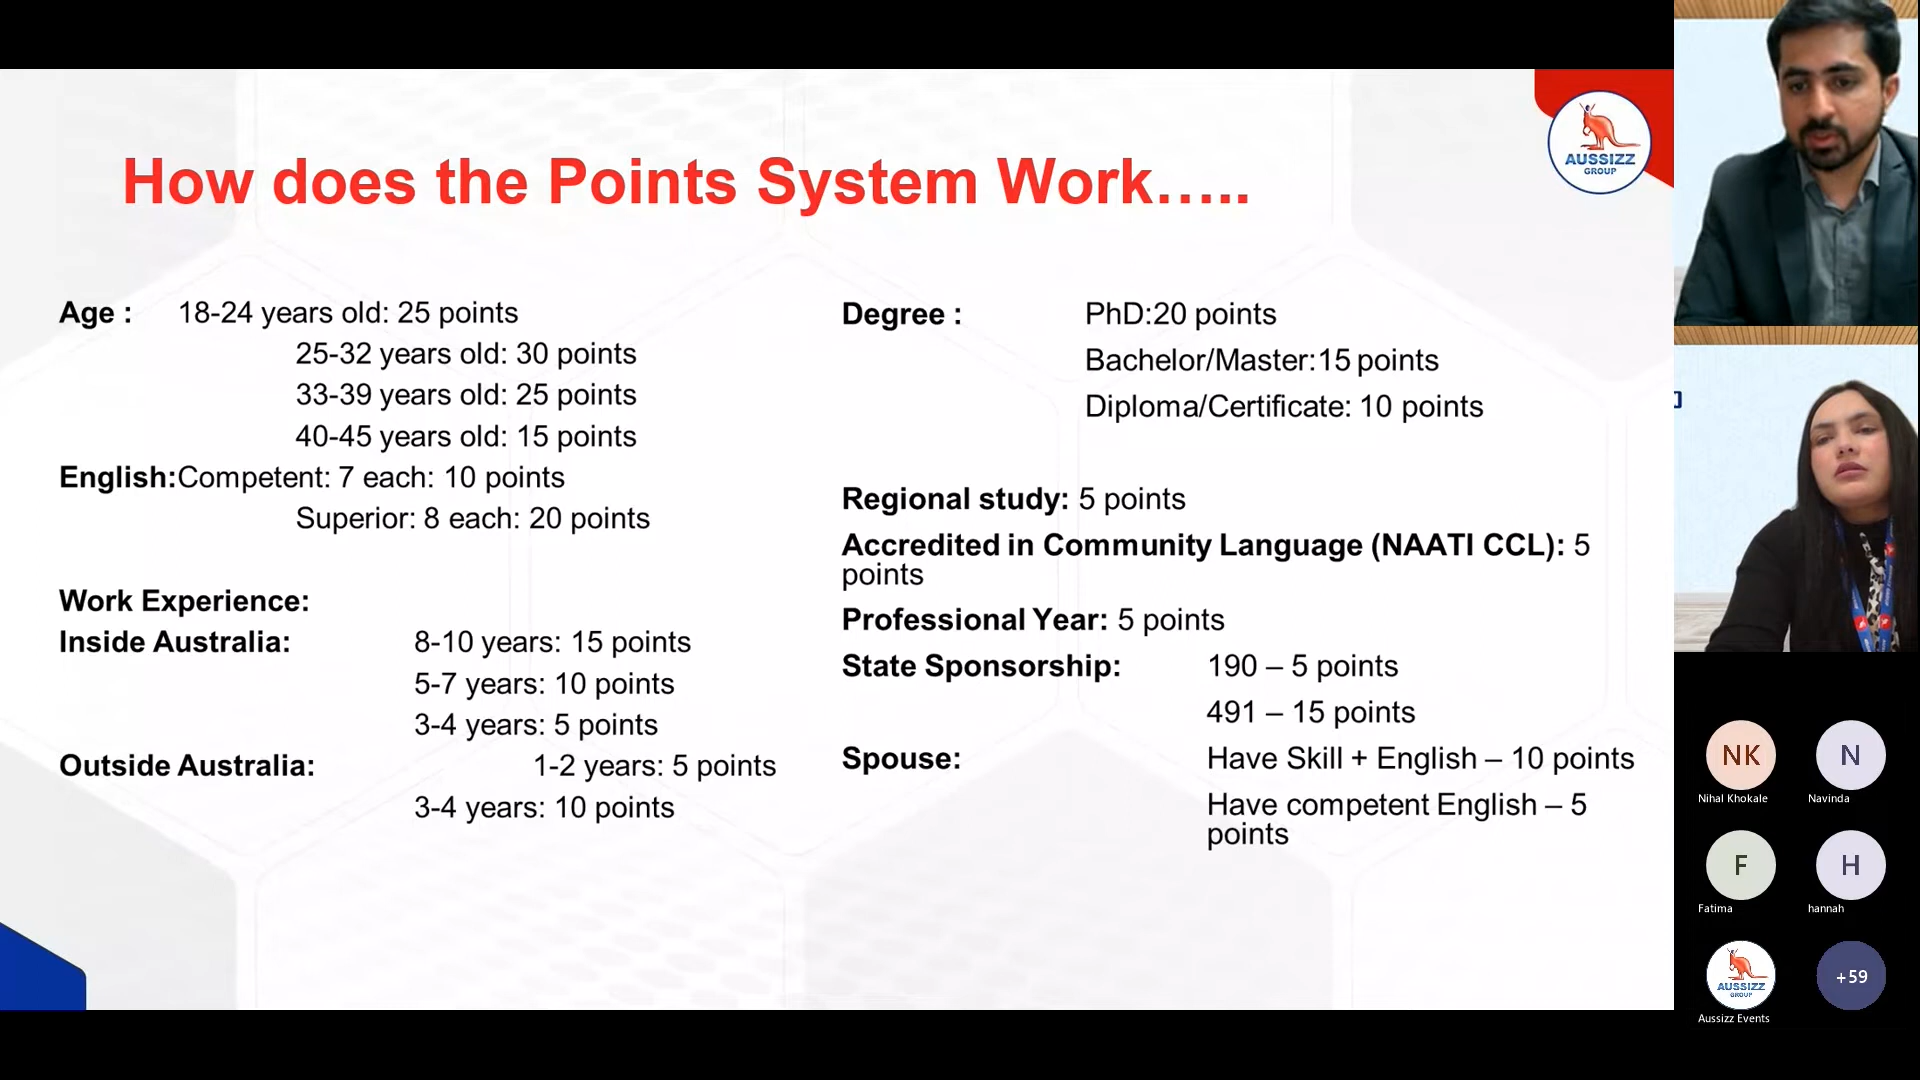 How does the Points System Work…..
AUSSIZZ
GROUP
Age : 18-24 years old: 25 points
25-32 years old: 30 points
33-39 years old: 25 points
40-45 years old: 15 points
English:Competent: 7 each: 10 points
Superior: 8 each: 20 points
Work Experience:
Inside Australia: 8-10 years: 15 points
5-7 years: 10 points
3-4 years: 5 points
Outside Australia: 1-2 years: 5 points
3-4 years: 10 points
Degree : PhD:20 points
Bachelor/Master:15 points
Diploma/Certificate: 10 points
Regional study: 5 points
Accredited in Community Language (NAATI CCL): 5
points
Professional Year: 5 points
State Sponsorship: 190 – 5 points
491 – 15 points
Spouse: Have Skill + English – 10 points
Have competent English – 5
points
NK
Nihal Khokale
N
Navinda
F
Fatima
H
hannah
AUSSIZZ
GROUP
Aussizz Events
+59